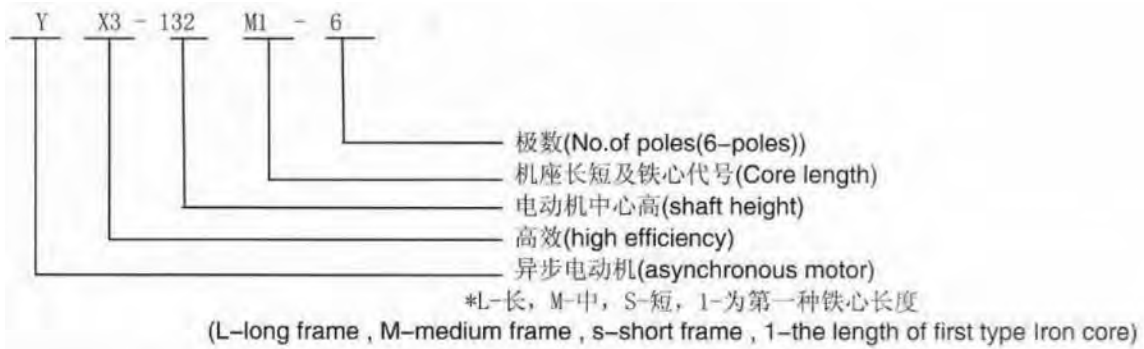 Y X3 - 132 M1 - 6
极数(No.of poles(6-poles))
机座长短及铁心代号(Core length)
电动机中心高(shaft height)
高效(high efficiency)
异步电动机(asynchronous motor)
*L-长, M-中, S-短, 1-为第一种铁心长度
(L-long frame , M-medium frame , s-short frame , 1-the length of first type Iron core)